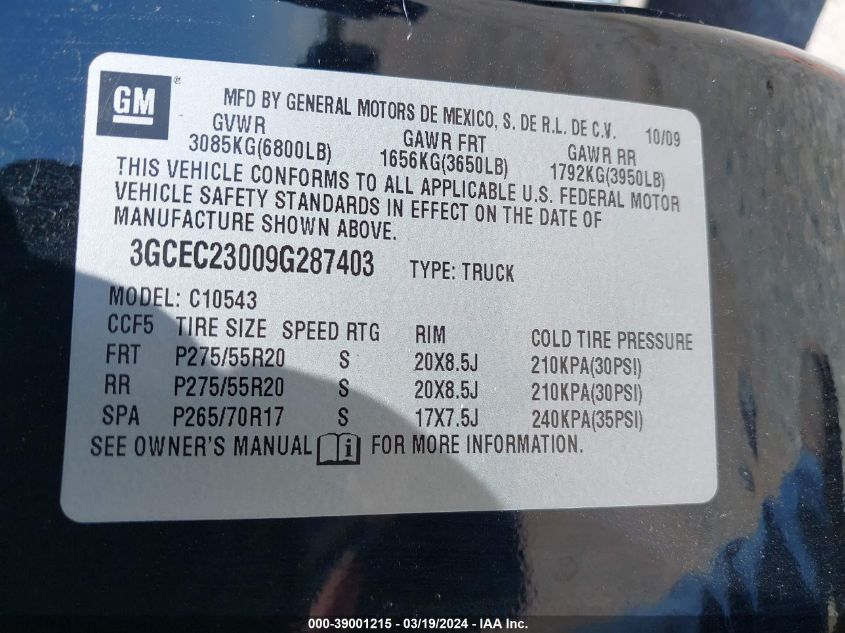 GM ®
MFD BY GENERAL MOTORS DE MEXICO, S. DE R.L. DE C.V. 10/09
GVWR GAWR FRT GAWR RR
3085KG(6800LB) 1656KG(3650LB) 1792KG(3950LB)
THIS VEHICLE CONFORMS TO ALL APPLICABLE U.S. FEDERAL MOTOR
VEHICLE SAFETY STANDARDS IN EFFECT ON THE DATE OF
MANUFACTURE SHOWN ABOVE.
3GCEC23009G287403 TYPE: TRUCK
MODEL: C10543
CCF5 TIRE SIZE SPEED RTG RIM COLD TIRE PRESSURE
FRT P275/55R20 S 20X8.5J 210KPA(30PSI)
RR P275/55R20 S 20X8.5J 210KPA(30PSI)
SPA P265/70R17 S 17X7.5J 240KPA(35PSI)
SEE OWNER'S MANUAL i FOR MORE INFORMATION.
000-39001215 - 03/19/2024 - IAA Inc.